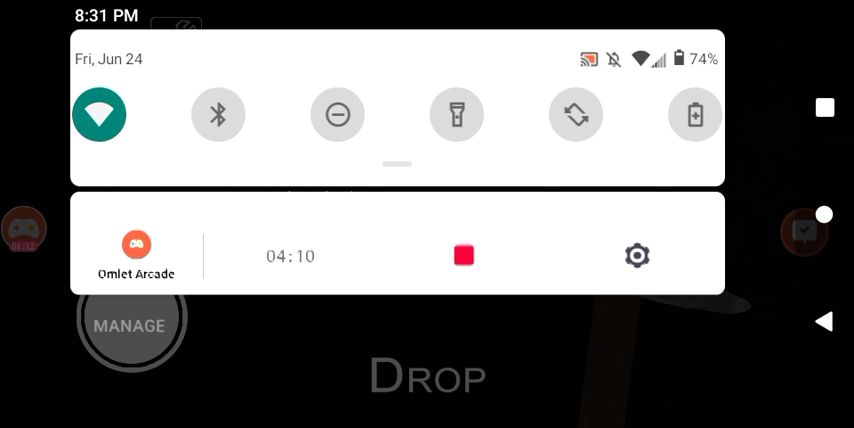 8:31 PM
Fri, Jun 24
74%
04:10
Omlet Arcade
04:12
MANAGE
DROP